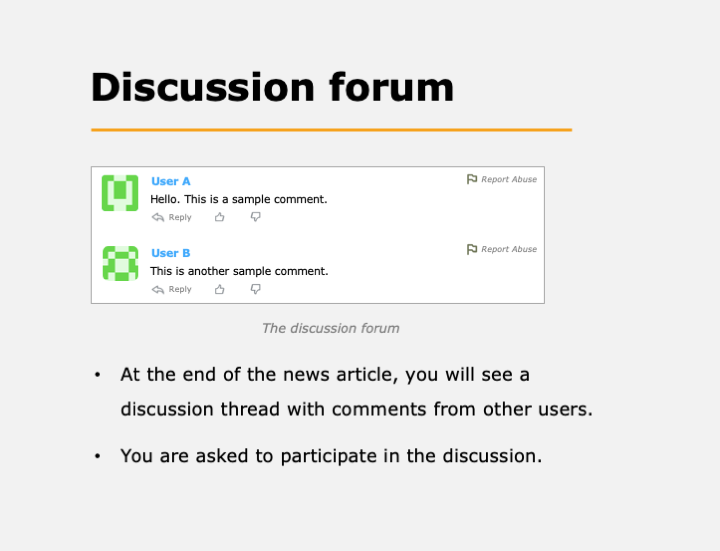 Discussion forum
User A
Report Abuse
Hello. This is a sample comment.
Reply
User B
Report Abuse
This is another sample comment.
Reply
The discussion forum
• At the end of the news article, you will see a
discussion thread with comments from other users.
• You are asked to participate in the discussion.